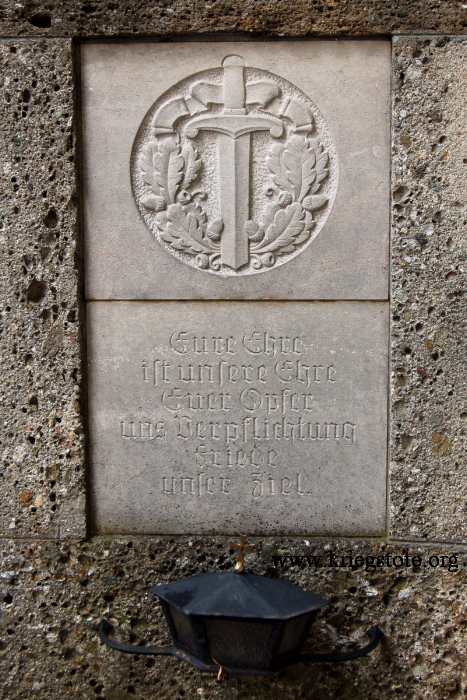 Eure Ehre
ist unsere Ehre
Euer Opfer
uns Verpflichtung
Friede
unser Ziel.
www.kriegstote.org